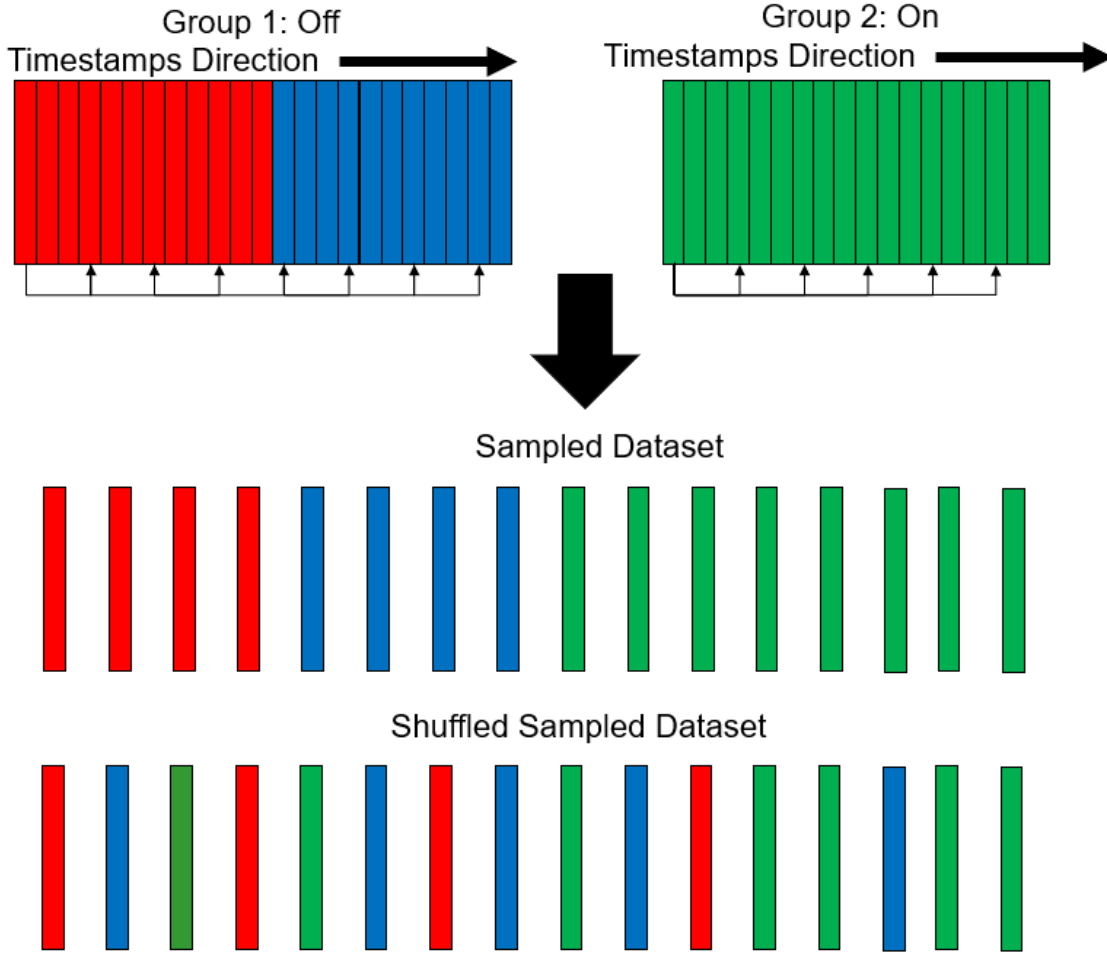 Group 1: Off
Timestamps Direction
Group 2: On
Timestamps Direction
Sampled Dataset
Shuffled Sampled Dataset